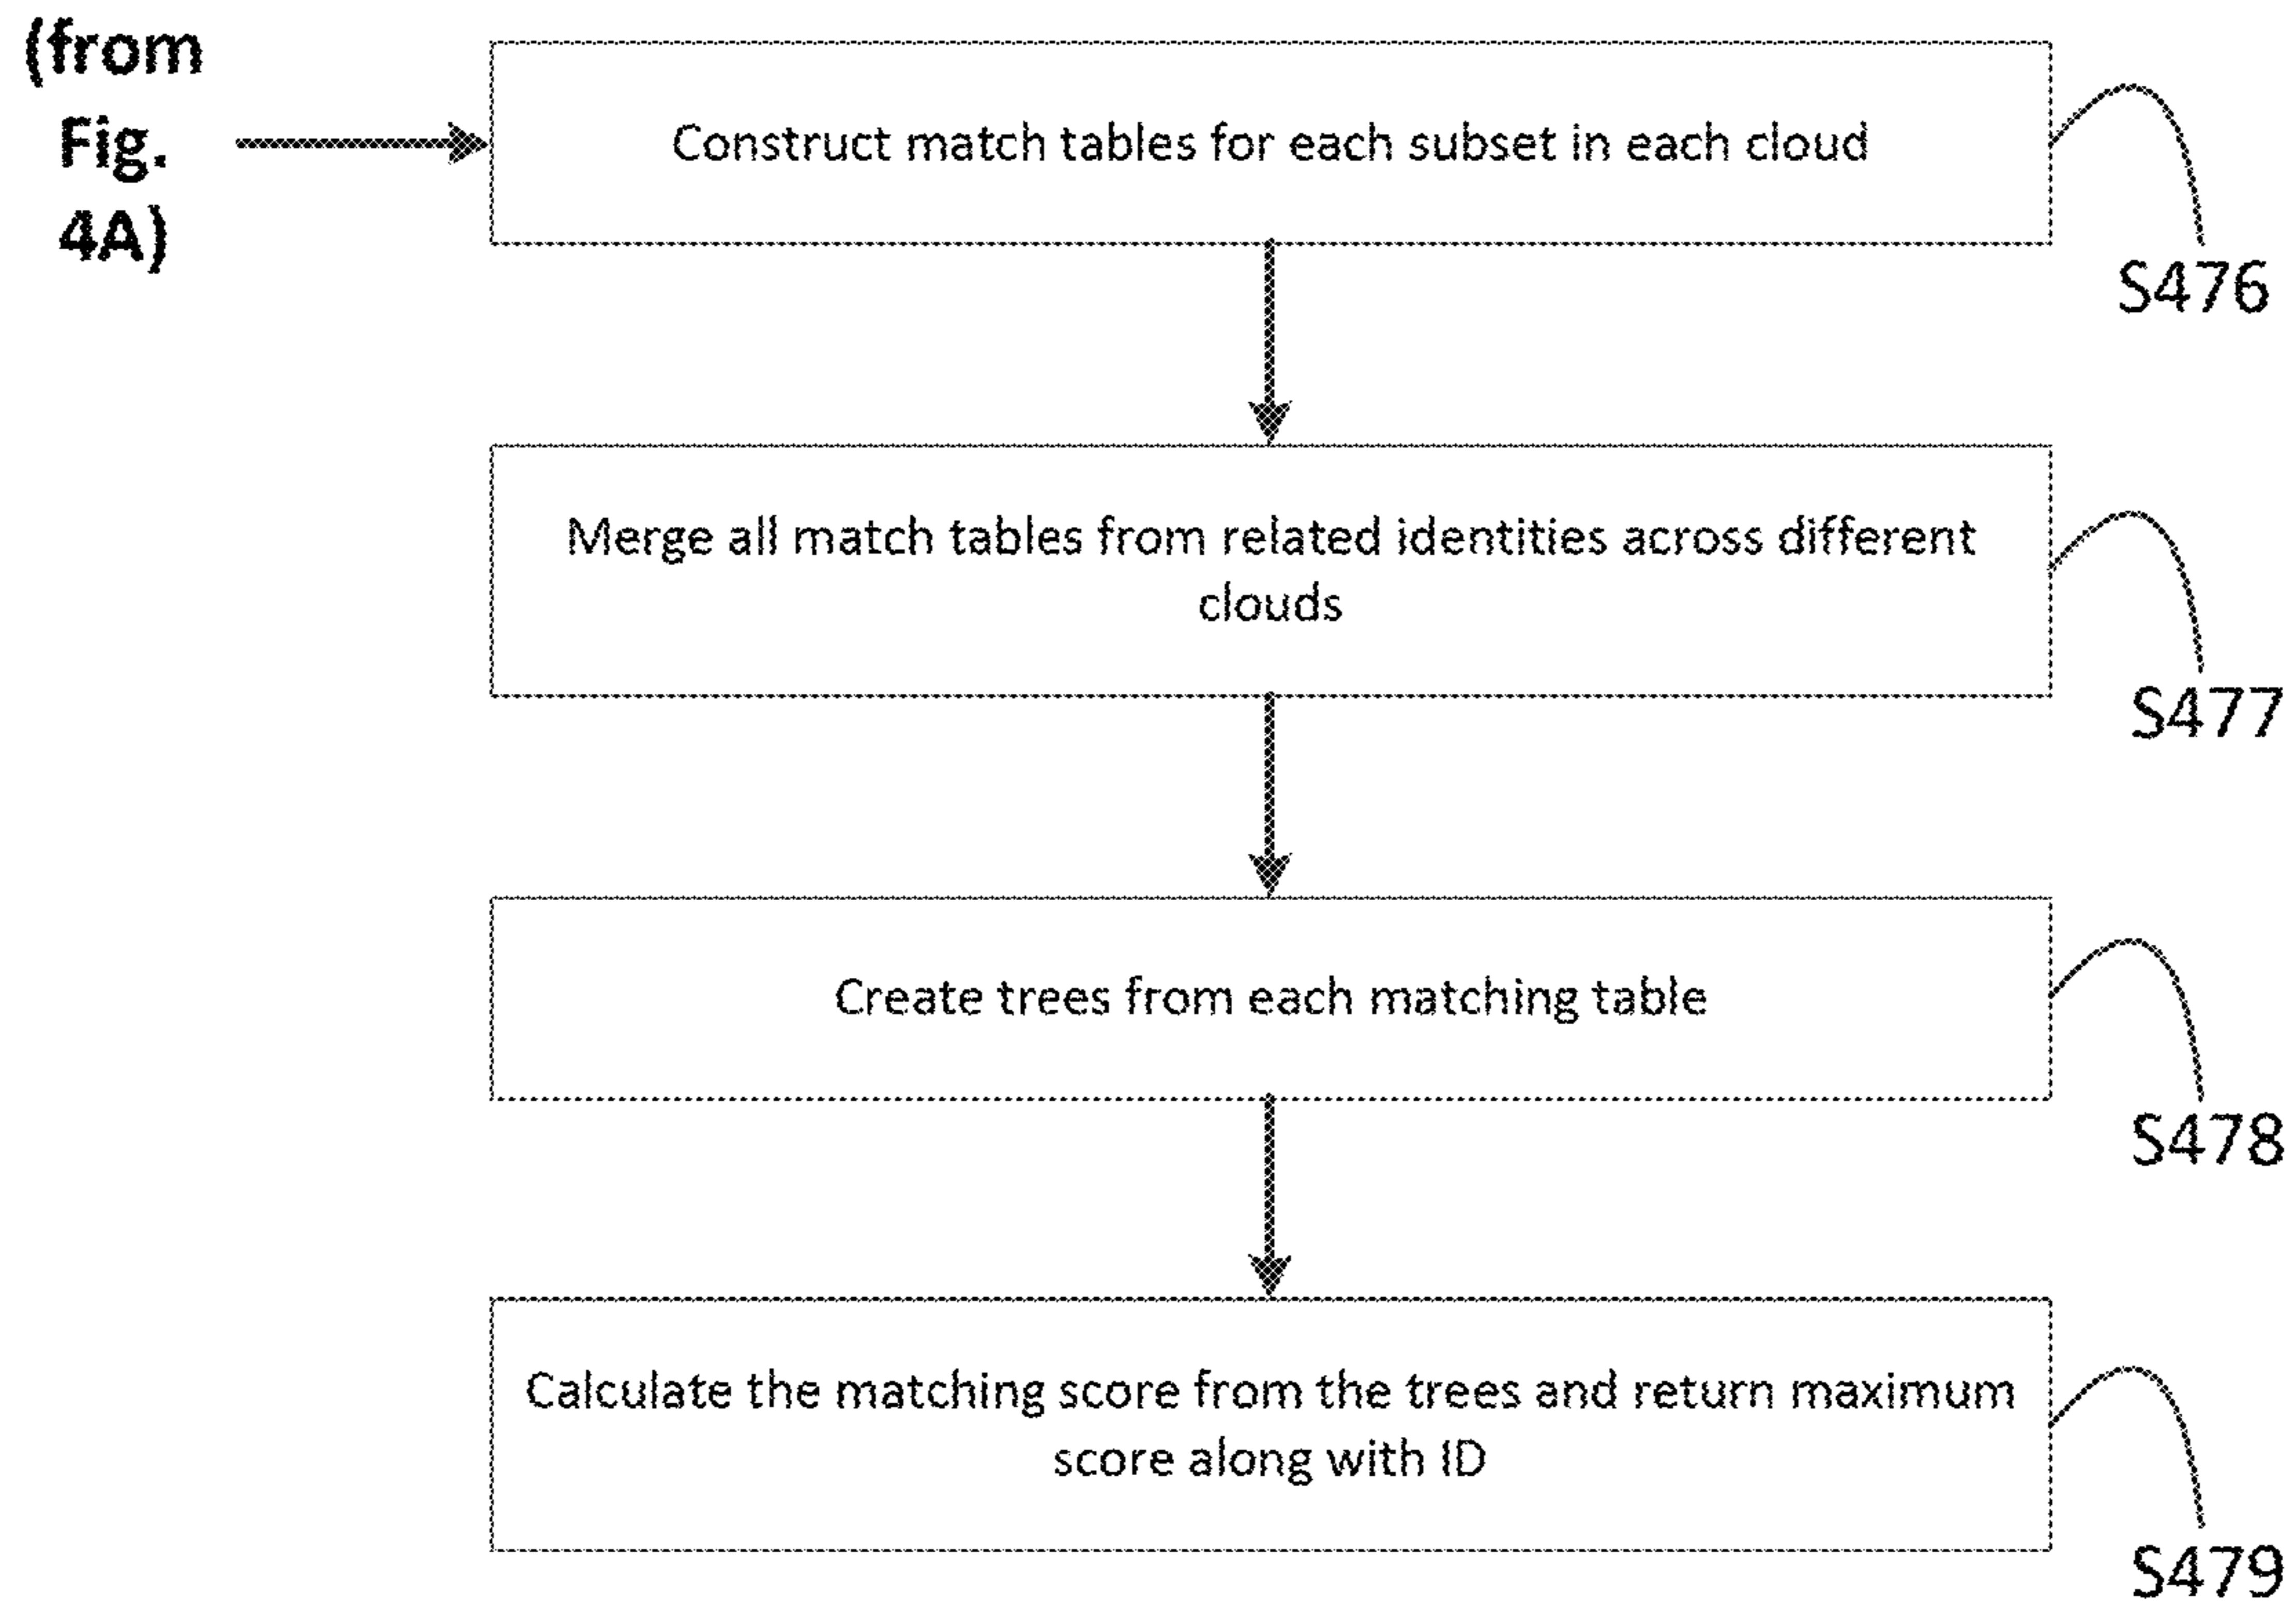 (from
Fig.
4A)
Construct match tables for each subset in each cloud
S476
Merge all match tables from related identities across different
clouds
S477
Create trees from each matching table
S478
Calculate the matching score from the trees and return maximum
score along with ID
S479